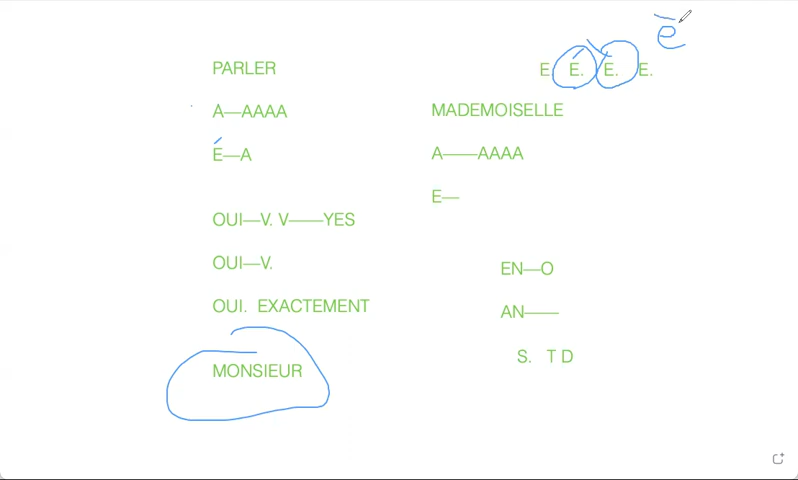 PARLER
A—AAAA
É—A
OUI—V. V——YES
OUI—V.
OUI. EXACTEMENT
MONSIEUR
E. É. È. E.
ē
MADEMOISELLE
A——AAAA
E—
EN—O
AN——
S. T D